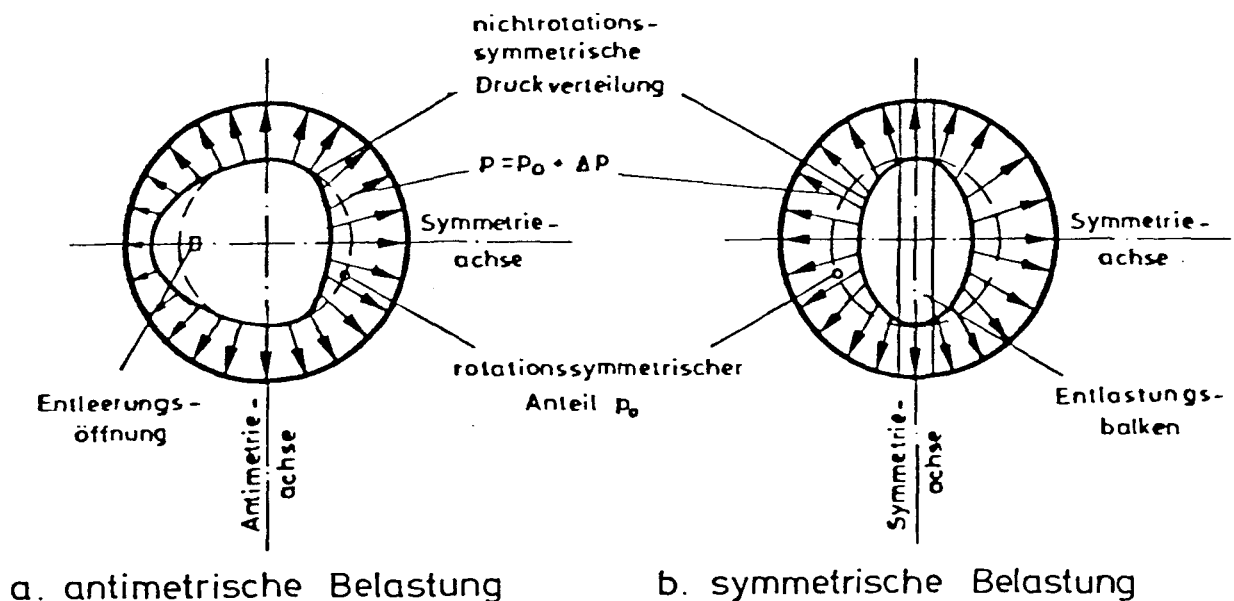 nichtrotations-
symmetrische
Druckverteilung
P = P₀ + ΔP
Symmetrie-
achse
Symmetrie-
achse
rotationssymmetrischer
Anteil P₀
Entleerungs-
öffnung
Antimetrie-
achse
Entlastungs-
balken
Symmetrie-
achse
a. antimetrische Belastung
b. symmetrische Belastung